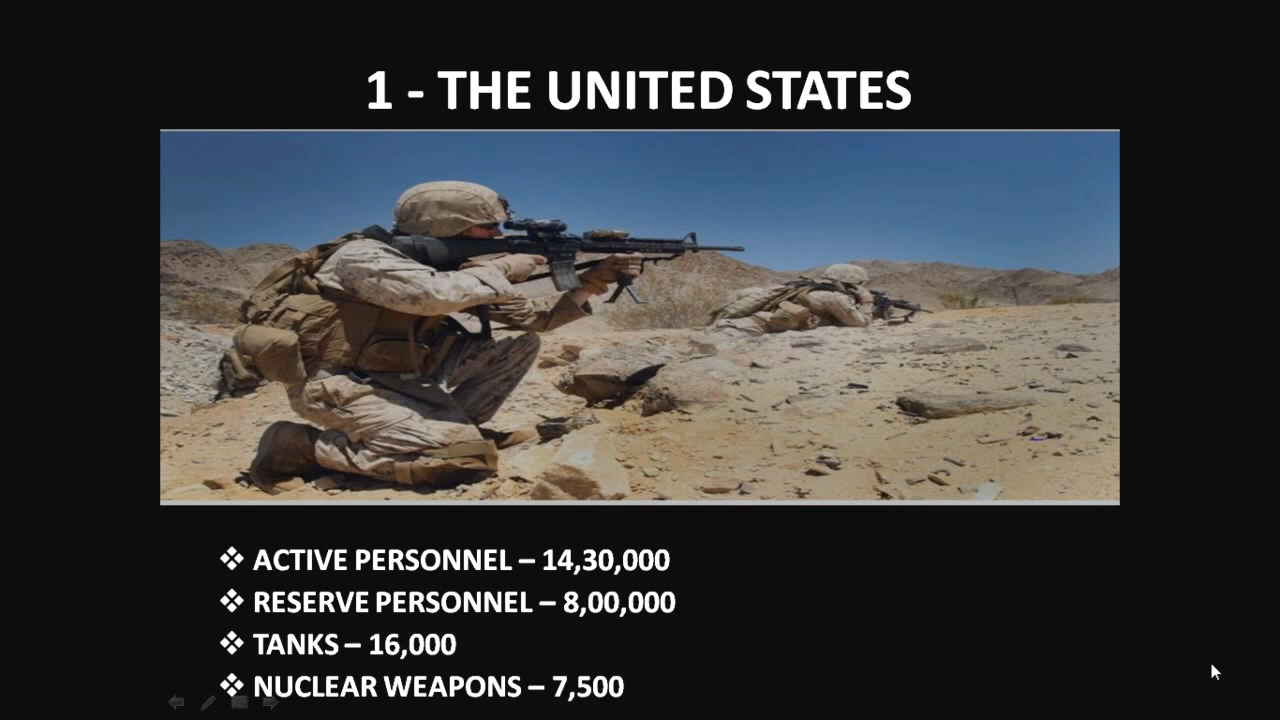 1 - THE UNITED STATES
❖ ACTIVE PERSONNEL – 14,30,000
❖ RESERVE PERSONNEL – 8,00,000
❖ TANKS – 16,000
❖ NUCLEAR WEAPONS – 7,500